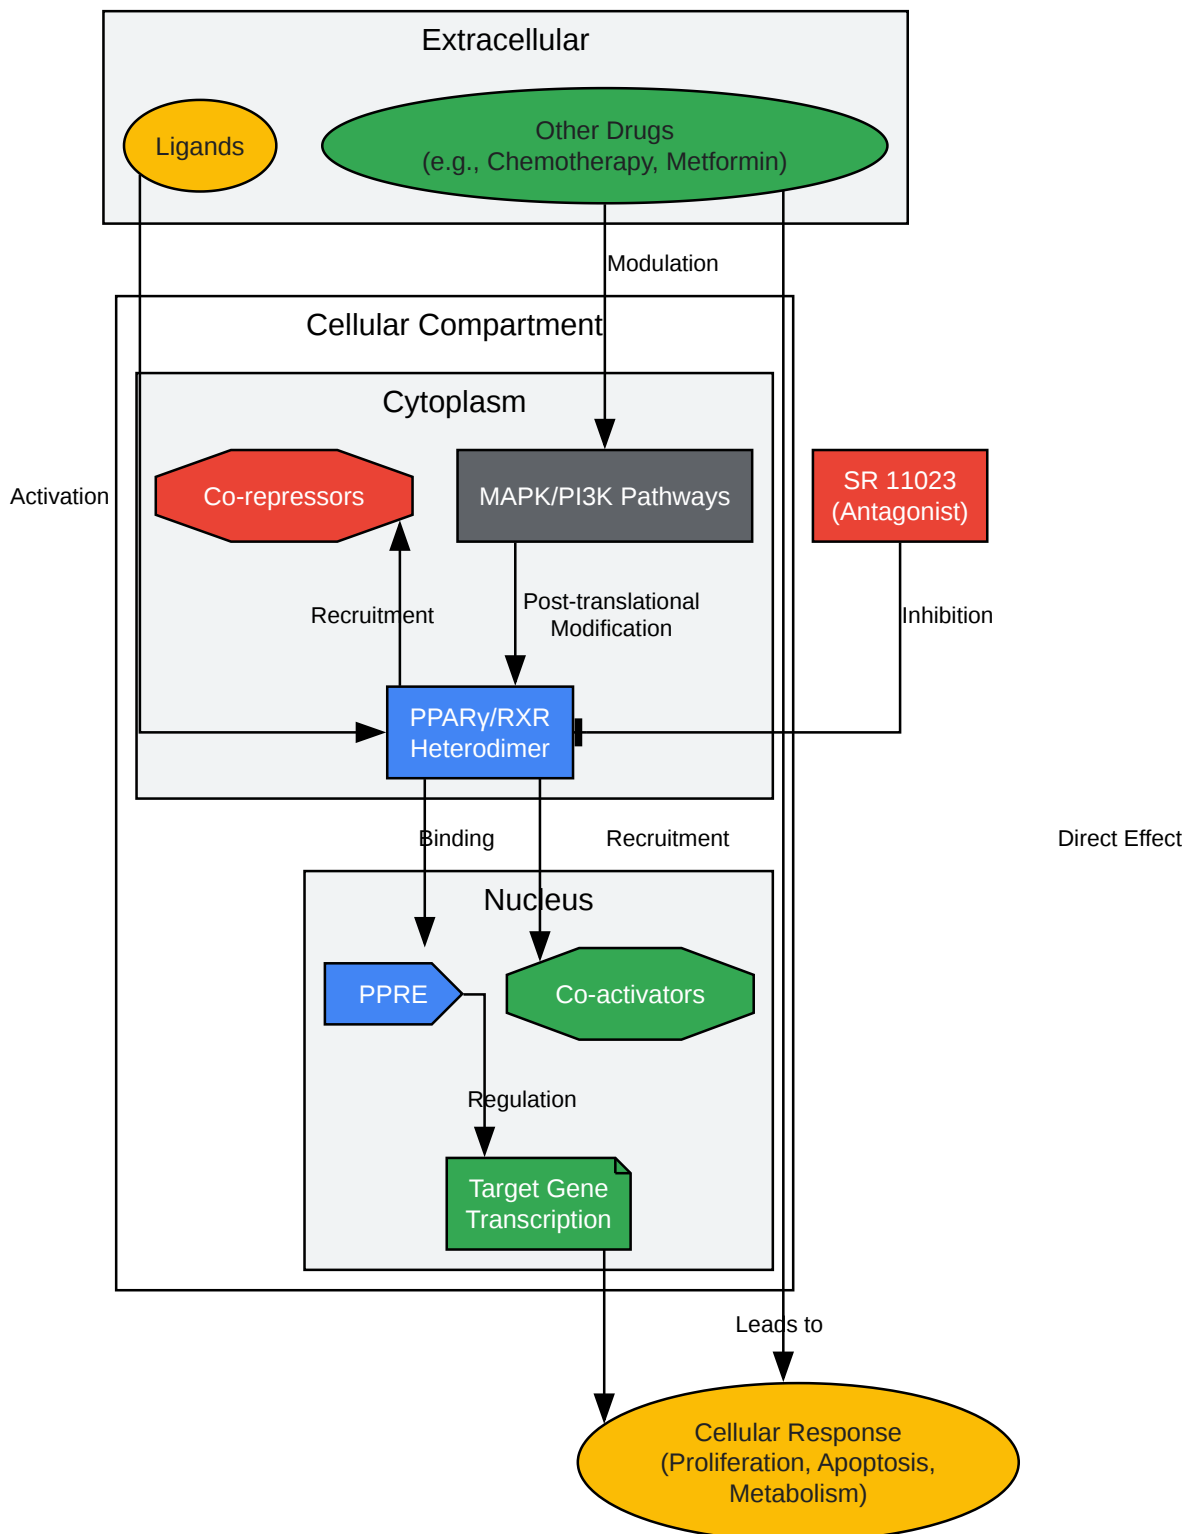 Extracellular
Ligands
Other Drugs
(e.g., Chemotherapy, Metformin)
Modulation
Cellular Compartment
Cytoplasm
Activation
Co-repressors
MAPK/PI3K Pathways
SR 11023
(Antagonist)
Recruitment
Post-translational
Modification
Inhibition
PPARγ/RXR
Heterodimer
Binding
Recruitment
Direct Effect
Nucleus
PPRE
Co-activators
Regulation
Target Gene
Transcription
Leads to
Cellular Response
(Proliferation, Apoptosis,
Metabolism)